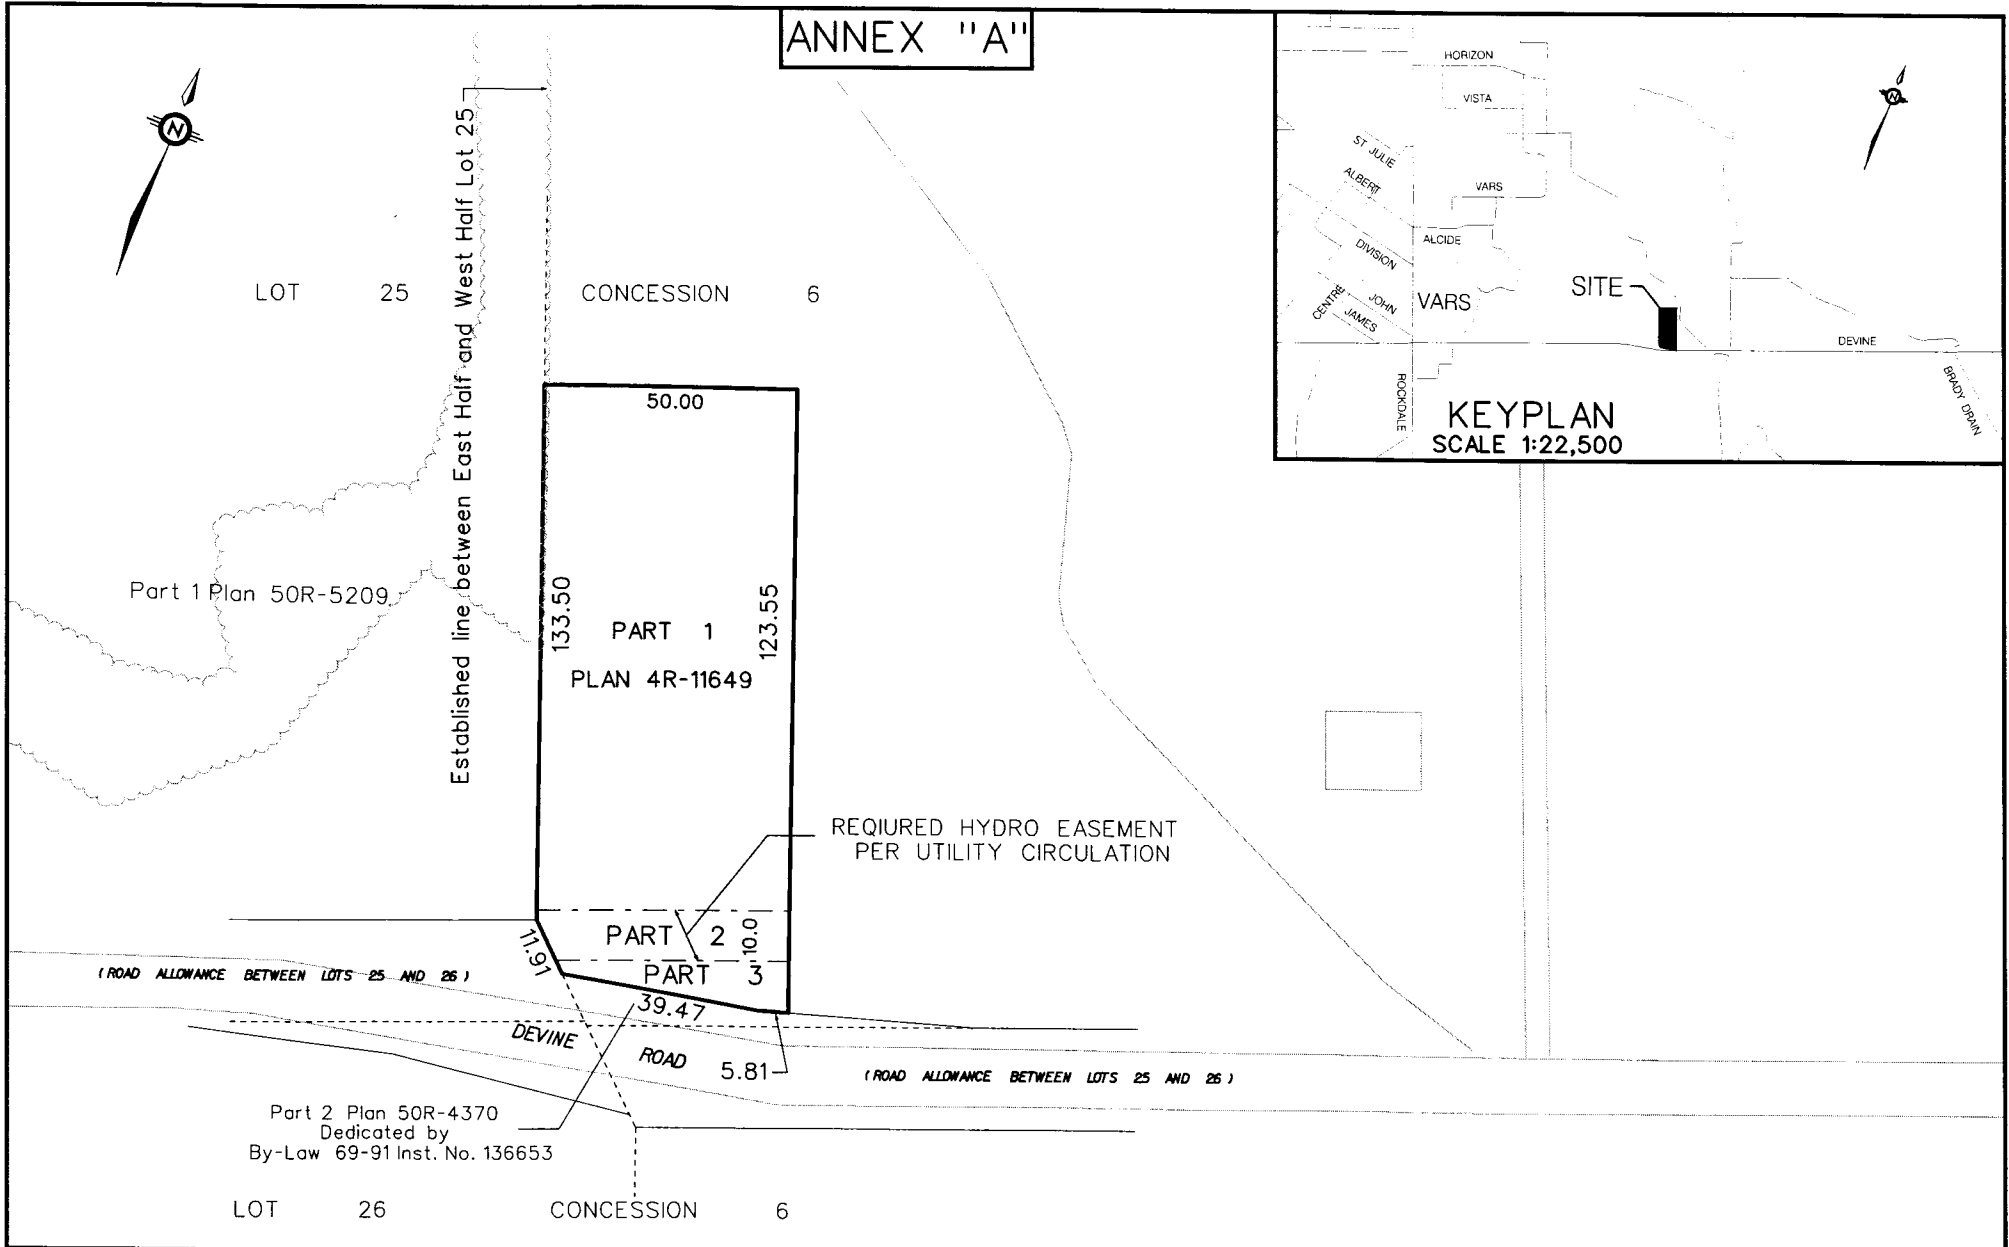 ANNEX "A"
N
Established line between East Half and West Half Lot 25
LOT 25 CONCESSION 6
50.00
Part 1 Plan 50R-5209
133.50
PART 1
123.55
PLAN 4R-11649
REQIURED HYDRO EASEMENT
PER UTILITY CIRCULATION
PART 2
10.0
11.91
PART 3
(ROAD ALLOWANCE BETWEEN LOTS 25 AND 26)
39.47
DEVINE ROAD
5.81
(ROAD ALLOWANCE BETWEEN LOTS 25 AND 26)
Part 2 Plan 50R-4370
Dedicated by
By-Law 69-91 Inst. No. 136653
LOT 26 CONCESSION 6
HORIZON
VISTA
N
ST JULIE
ALBERT
VARS
ALCIDE
DIVISION
SITE
JOHN
VARS
CENTRE
JAMES
DEVINE
ROCKDALE
BRADY DRAIN
KEYPLAN
SCALE 1:22,500